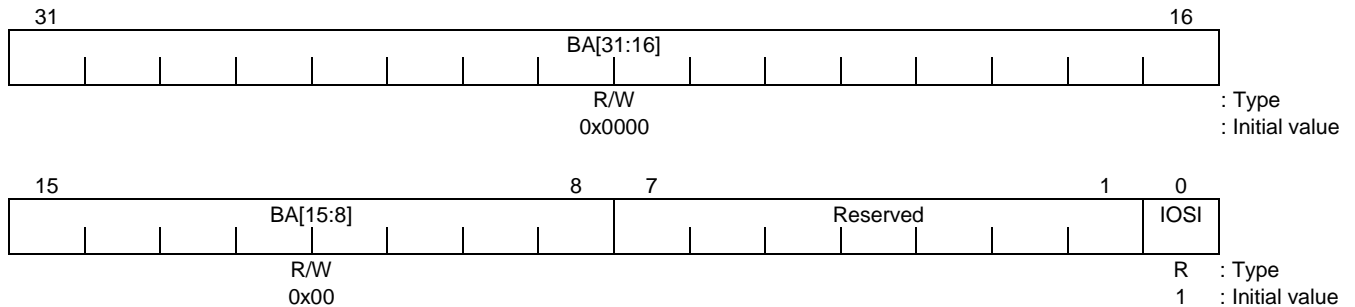 31 16
BA[31:16]
R/W : Type
0x0000 : Initial value
15 8 7 1 0
BA[15:8] Reserved IOSI
R/W R : Type
0x00 1 : Initial value